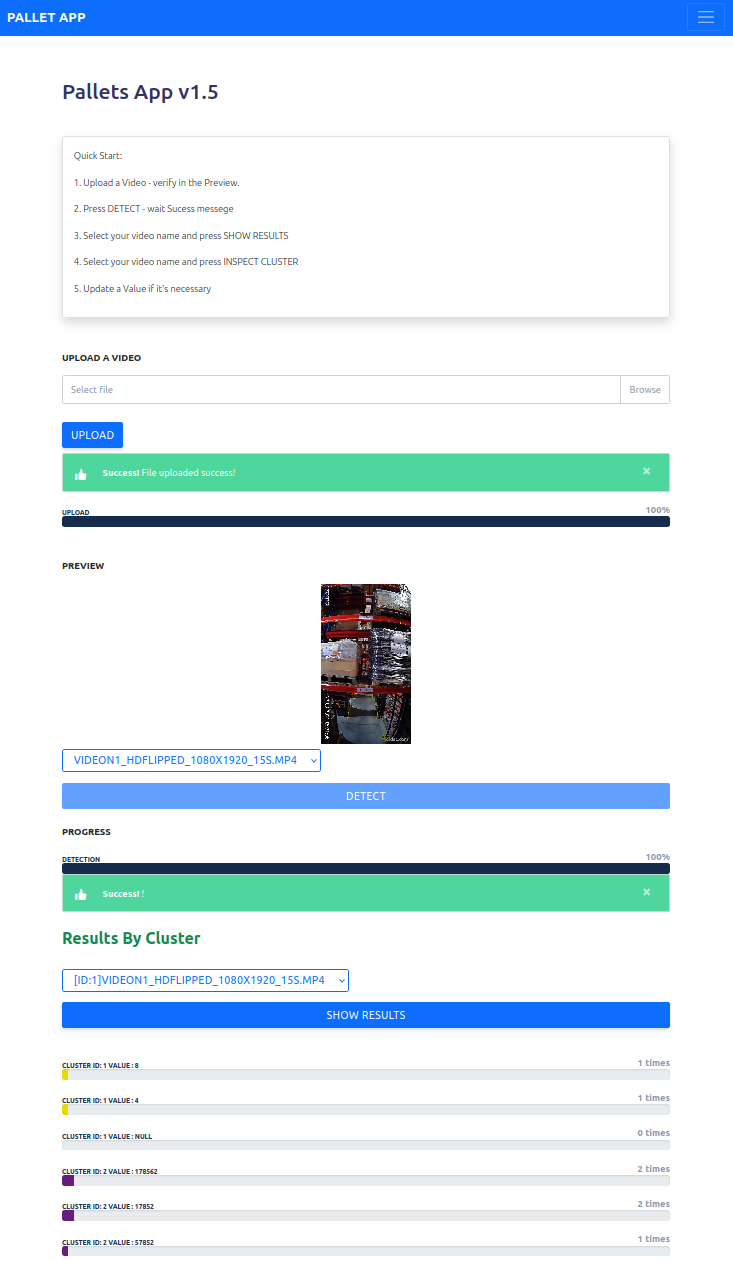 PALLET APP
Pallets App v1.5
Quick Start:
1. Upload a Video - verify in the Preview.
2. Press DETECT - wait Sucess messege
3. Select your video name and press SHOW RESULTS
4. Select your video name and press INSPECT CLUSTER
5. Update a Value if it's necessary
UPLOAD A VIDEO
Select file Browse
UPLOAD
Success! File uploaded success! ×
UPLOAD 100%
PREVIEW
VIDEON1_HDFLIPPED_1080X1920_15S.MP4
DETECT
PROGRESS
DETECTION 100%
Success! ! ×
Results By Cluster
[ID:1]VIDEON1_HDFLIPPED_1080X1920_15S.MP4
SHOW RESULTS
CLUSTER ID: 1 VALUE : 8 1 times
CLUSTER ID: 1 VALUE : 4 1 times
CLUSTER ID: 1 VALUE : NULL 0 times
CLUSTER ID: 2 VALUE : 178562 2 times
CLUSTER ID: 2 VALUE : 17852 2 times
CLUSTER ID: 2 VALUE : 57852 1 times